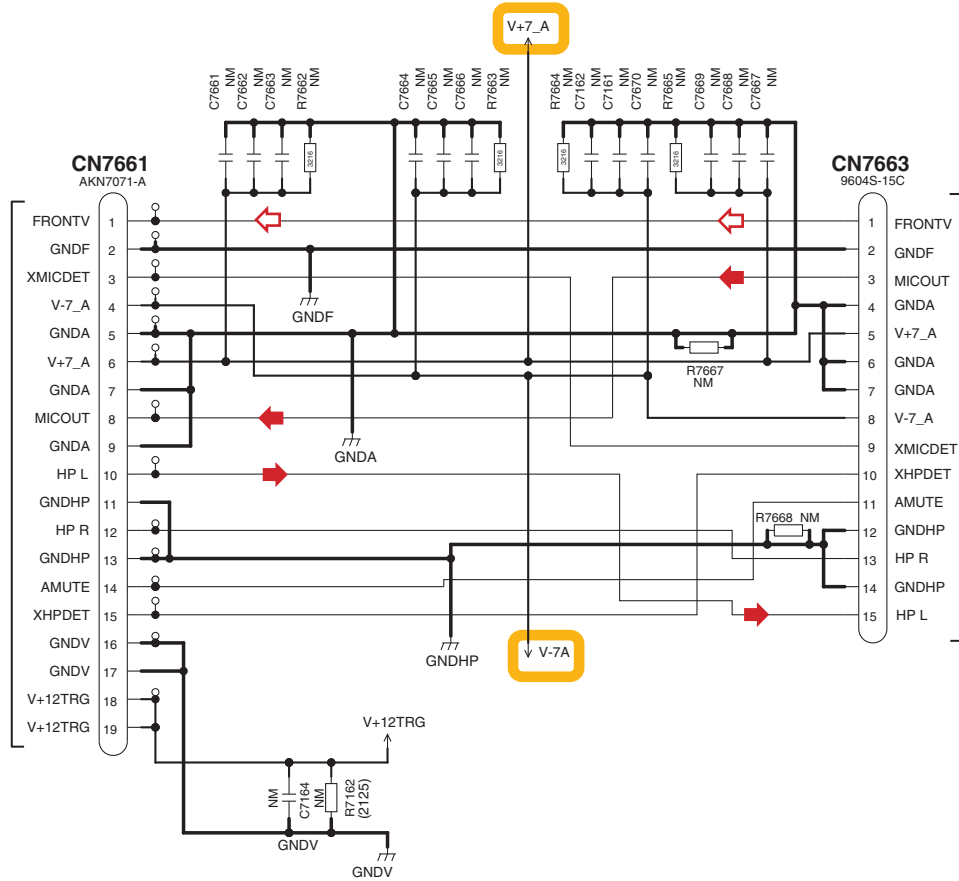 V+7_A
C7661 NM
C7662 NM
C7663 NM
R7662 NM
C7664 NM
C7665 NM
C7666 NM
R7663 NM
R7664 NM
C7162 NM
C7161 NM
C7670 NM
R7665 NM
C7669 NM
C7668 NM
C7667 NM
3216
3216
3216
3216
CN7661
AKN7071-A
CN7663
9604S-15C
FRONTV 1
GNDF 2
XMICDET 3
V-7_A 4
GNDA 5
V+7_A 6
GNDA 7
MICOUT 8
GNDA 9
HP L 10
GNDHP 11
HP R 12
GNDHP 13
AMUTE 14
XHPDET 15
GNDV 16
GNDV 17
V+12TRG 18
V+12TRG 19
1 FRONTV
2 GNDF
3 MICOUT
4 GNDA
5 V+7_A
6 GNDA
7 GNDA
8 V-7_A
9 XMICDET
10 XHPDET
11 AMUTE
12 GNDHP
13 HP R
14 GNDHP
15 HP L
GNDF
R7667
NM
GNDA
R7668 NM
GNDHP
V-7A
V+12TRG
NM
C7164
NM
R7162
(2125)
GNDV
GNDV